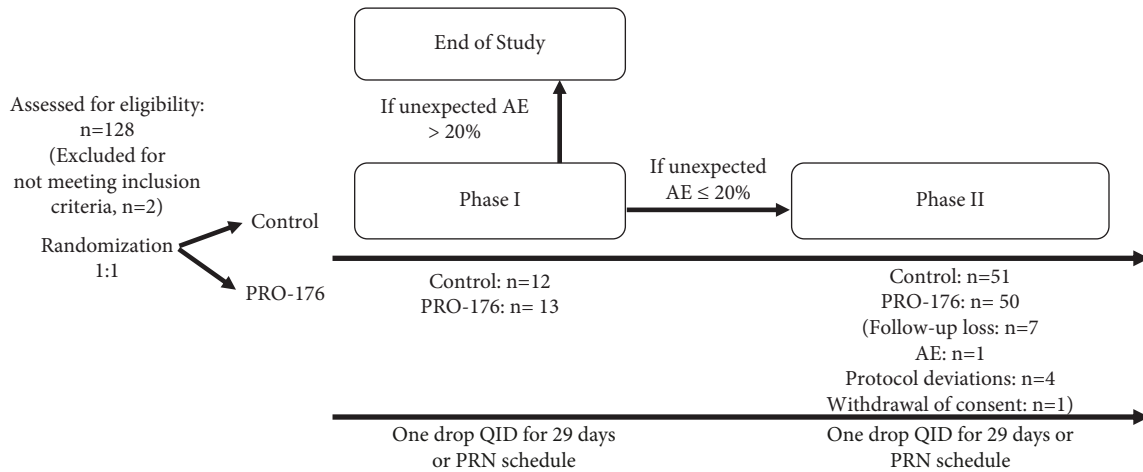 End of Study
Assessed for eligibility:
n=128
(Excluded for
not meeting inclusion
criteria, n=2)
Randomization
1:1
Control
PRO-176
If unexpected AE
> 20%
Phase I
If unexpected
AE ≤ 20%
Phase II
Control: n=12
PRO-176: n= 13
Control: n=51
PRO-176: n= 50
(Follow-up loss: n=7
AE: n=1
Protocol deviations: n=4
Withdrawal of consent: n=1)
One drop QID for 29 days
or PRN schedule
One drop QID for 29 days or
PRN schedule